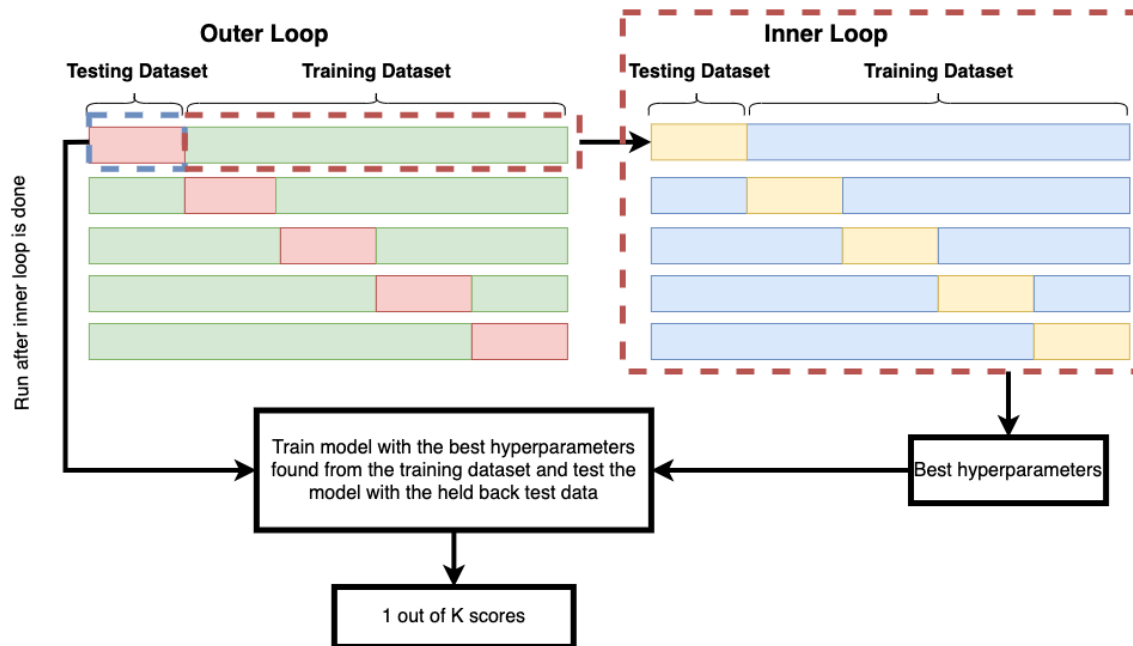 Outer Loop
Inner Loop
Testing Dataset
Training Dataset
Testing Dataset
Training Dataset
Run after inner loop is done
Train model with the best hyperparameters
found from the training dataset and test the
model with the held back test data
Best hyperparameters
1 out of K scores